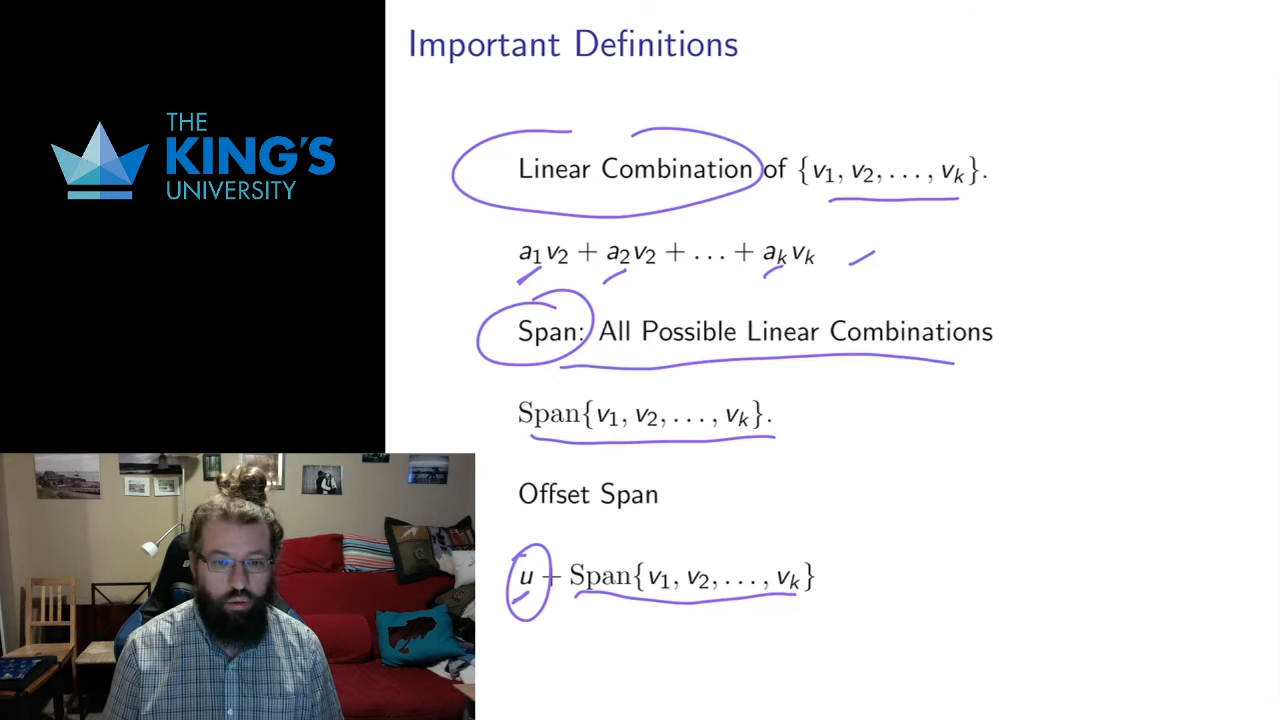 Important Definitions
THE
KING'S
UNIVERSITY
Linear Combination of {v₁, v₂, . . . , vₖ}.
a₁v₂ + a₂v₂ + . . . + aₖvₖ
Span: All Possible Linear Combinations
Span{v₁, v₂, . . . , vₖ}.
Offset Span
u + Span{v₁, v₂, . . . , vₖ}